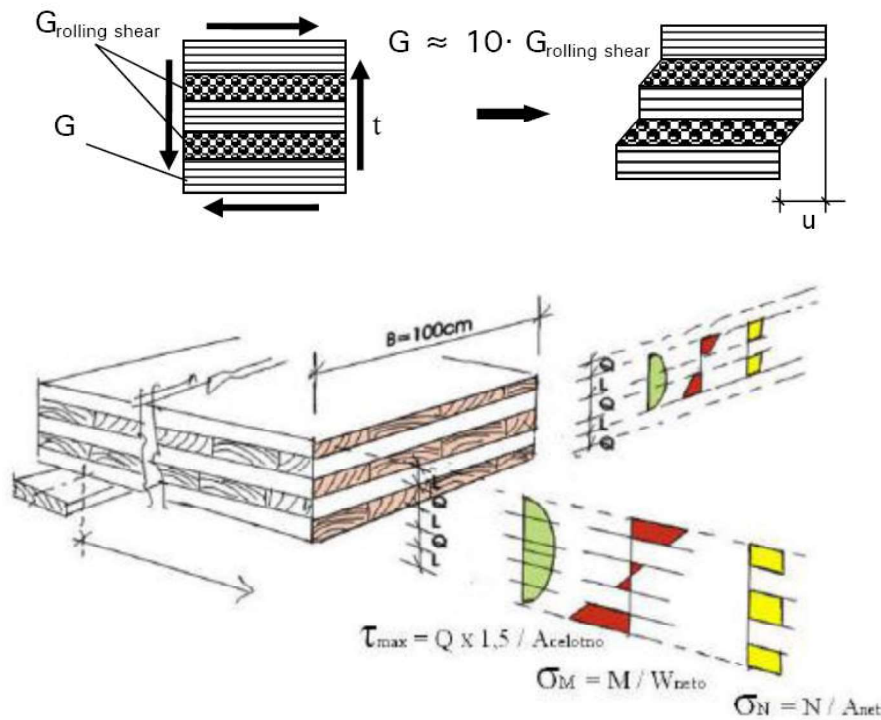 G rolling shear
G ≈ 10· G rolling shear
G
t
u
B=100cm
Q
L
Q
L
Q
L
Q
L
Q
L
τmax = Q x 1,5 / Acelotno
σM = M / Wneto
σN = N / Anet